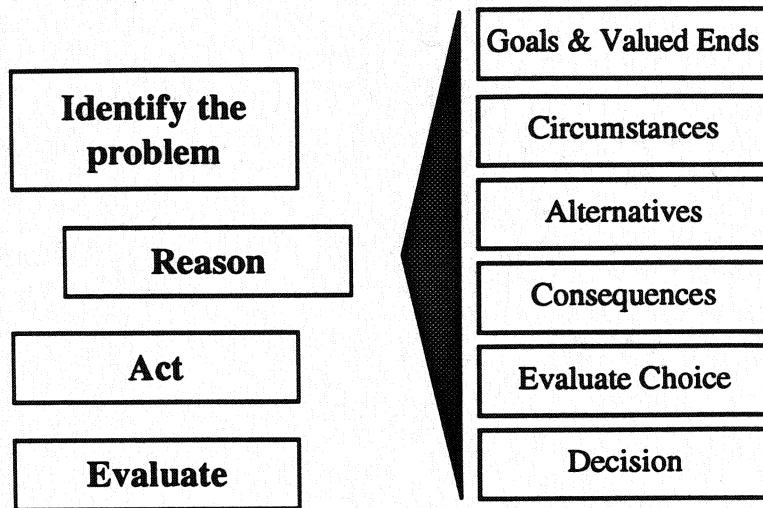 Identify the
problem
Reason
Act
Evaluate
Goals & Valued Ends
Circumstances
Alternatives
Consequences
Evaluate Choice
Decision